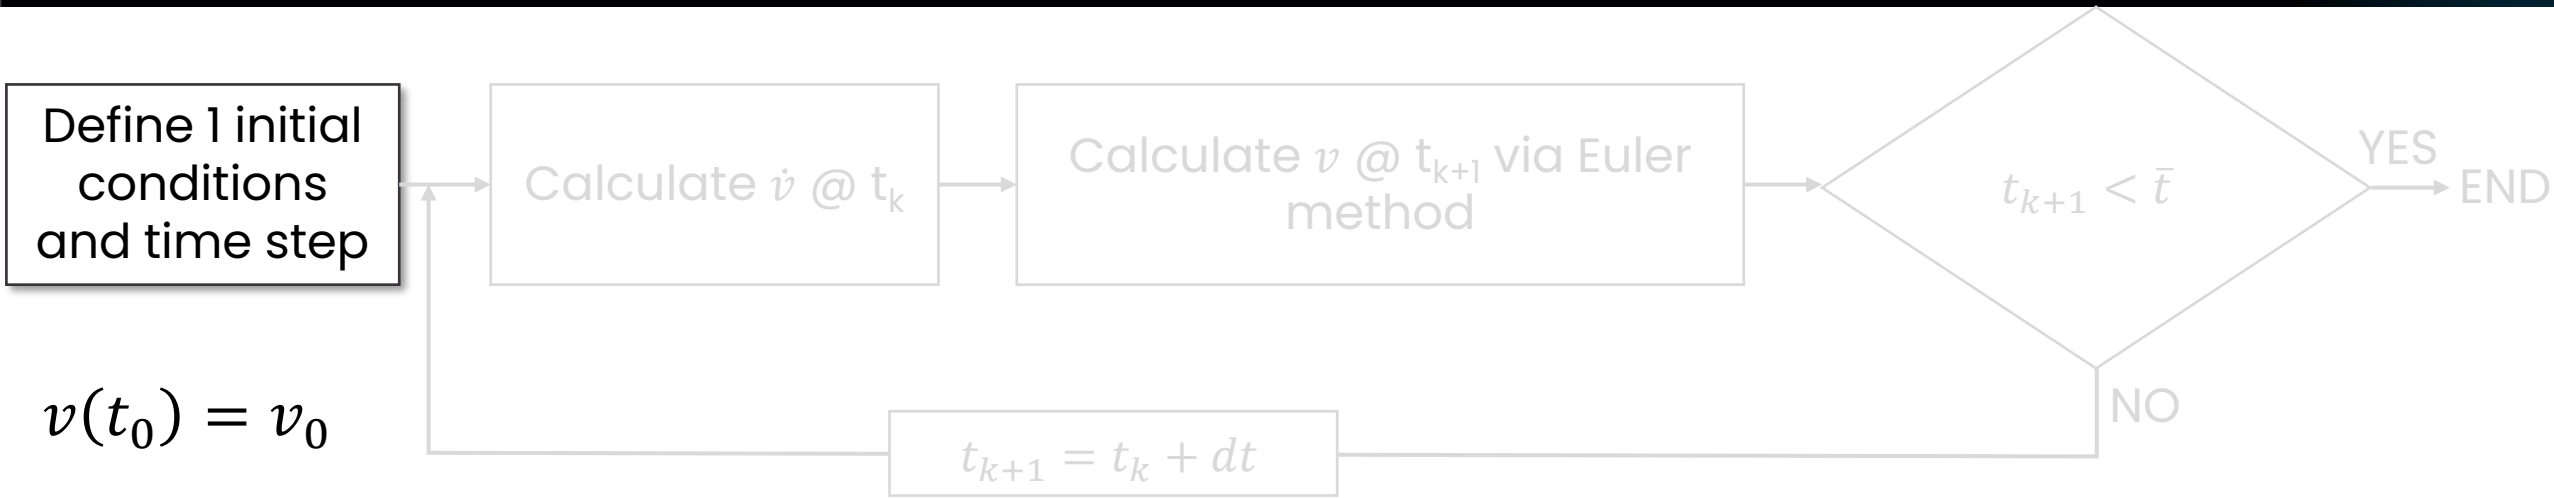 Define 1 initial
conditions
and time step
Calculate v̇ @ tₖ
Calculate v @ tₖ₊₁ via Euler
method
tₖ₊₁ < t̄
YES
END
NO
tₖ₊₁ = tₖ + dt
v(t₀) = v₀